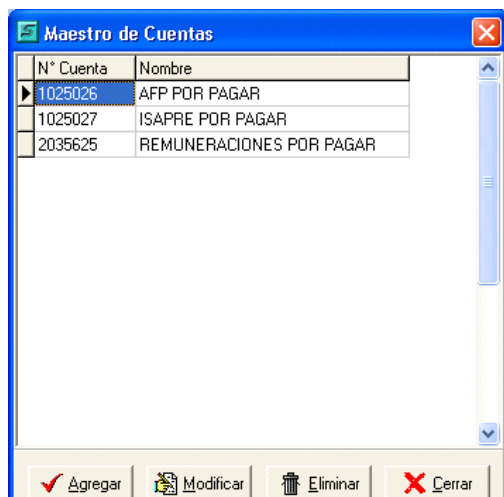 Maestro de Cuentas
N° Cuenta Nombre
1025026 AFP POR PAGAR
1025027 ISAPRE POR PAGAR
2035625 REMUNERACIONES POR PAGAR
Agregar Modificar Eliminar Cerrar